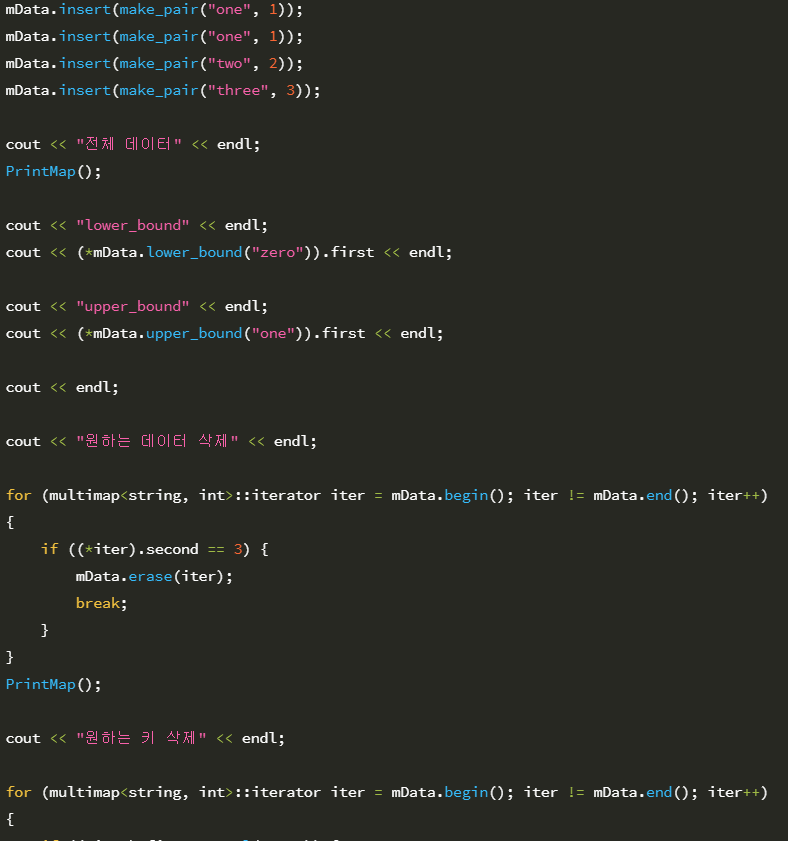 mData.insert(make_pair("one", 1));
mData.insert(make_pair("one", 1));
mData.insert(make_pair("two", 2));
mData.insert(make_pair("three", 3));
cout << "전체 데이터" << endl;
PrintMap();
cout << "lower_bound" << endl;
cout << (*mData.lower_bound("zero")).first << endl;
cout << "upper_bound" << endl;
cout << (*mData.upper_bound("one")).first << endl;
cout << endl;
cout << "원하는 데이터 삭제" << endl;
for (multimap<string, int>::iterator iter = mData.begin(); iter != mData.end(); iter++)
{
    if ((*iter).second == 3) {
        mData.erase(iter);
        break;
    }
}
PrintMap();
cout << "원하는 키 삭제" << endl;
for (multimap<string, int>::iterator iter = mData.begin(); iter != mData.end(); iter++)
{